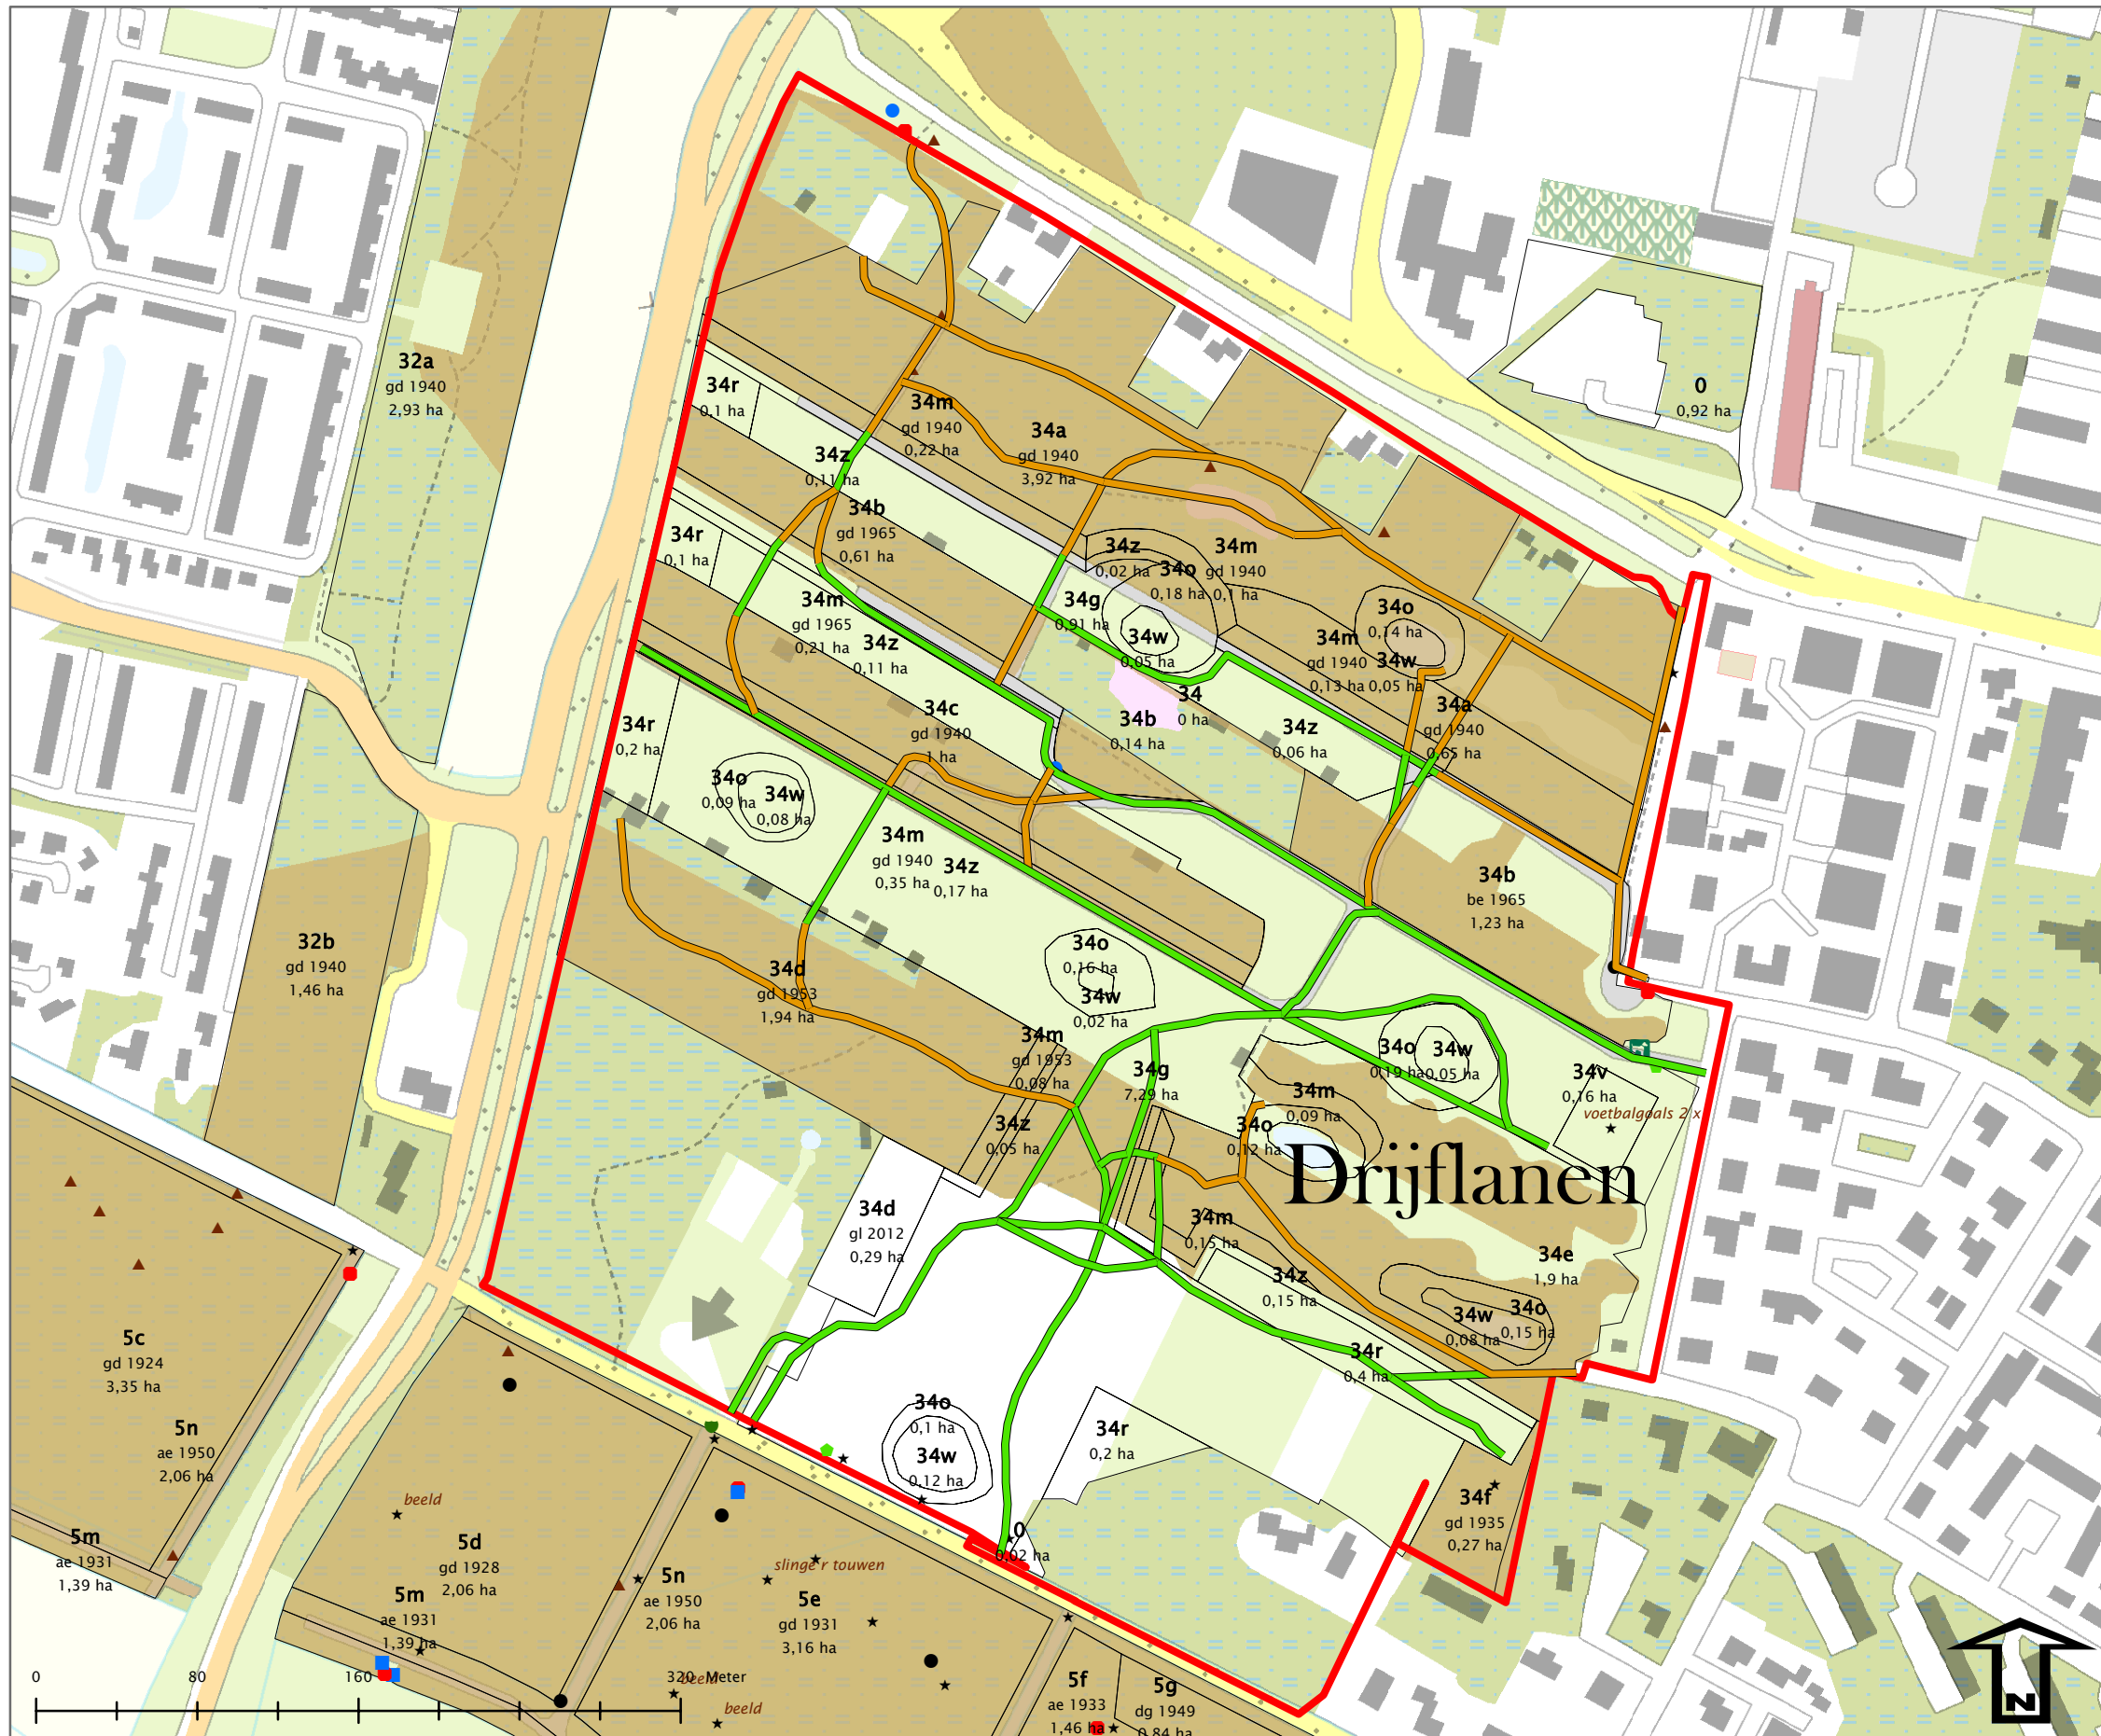 32a
gd 1940
2,93 ha
0
0,92 ha
34r
0,1 ha
34m
gd 1940
0,22 ha
34a
gd 1940
3,92 ha
34z
0,11 ha
34b
gd 1965
0,61 ha
34r
0,1 ha
34z
0,02 ha
34o
0,18 ha
34m
gd 1940
0,1 ha
34g
0,91 ha
34w
0,05 ha
34o
0,14 ha
34m
gd 1940
0,13 ha
34w
0,05 ha
34m
gd 1965
0,21 ha
34z
0,11 ha
34
0 ha
34b
0,14 ha
34z
0,06 ha
34a
gd 1940
0,65 ha
34r
0,2 ha
34c
gd 1940
1 ha
34o
0,09 ha
34w
0,08 ha
34m
gd 1940
0,35 ha
34z
0,17 ha
34b
be 1965
1,23 ha
32b
gd 1940
1,46 ha
34o
0,16 ha
34w
0,02 ha
34d
gd 1953
1,94 ha
34m
gd 1953
0,08 ha
34g
7,29 ha
34o
0,19 ha
34w
0,05 ha
34v
0,16 ha
voetbalgoals 2 x
34m
0,09 ha
34z
0,05 ha
34o
0,12 ha
Drijflanen
34d
gl 2012
0,29 ha
34m
0,15 ha
34e
1,9 ha
34z
0,15 ha
34w
0,08 ha
34o
0,15 ha
34r
0,4 ha
5c
gd 1924
3,35 ha
5n
ae 1950
2,06 ha
34o
0,1 ha
34w
0,12 ha
34r
0,2 ha
34f
gd 1935
0,27 ha
0
0,02 ha
beeld
5m
ae 1931
1,39 ha
5d
gd 1928
2,06 ha
5m
ae 1931
1,39 ha
slinger touwen
5n
ae 1950
2,06 ha
5e
gd 1931
3,16 ha
beeld
beeld
5f
ae 1933
1,46 ha
5g
dg 1949
0,84 ha
0 80 160 320 Meter
N